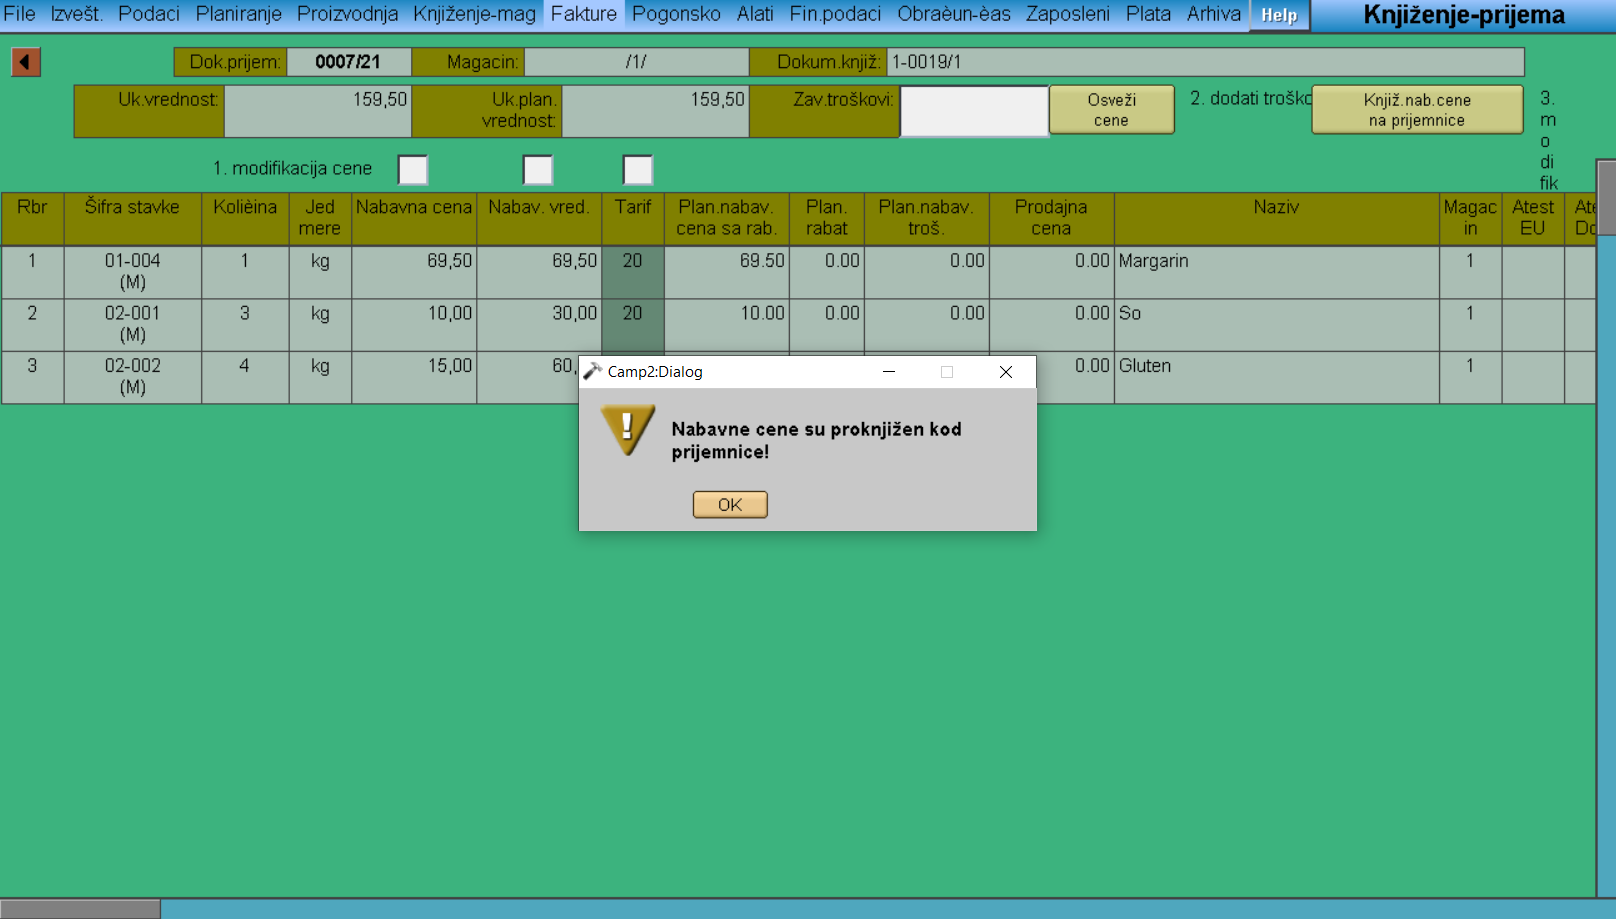 File Izvešt. Podaci Planiranje Proizvodnja Knjiženje-mag Fakture Pogonsko Alati Fin.podaci Obraèun-èas Zaposleni Plata Arhiva Help Knjiženje-prijema
Dok.prijem: 0007/21 Magacin: /1/ Dokum.knjiž: 1-0019/1
Uk.vrednost: 159,50 Uk.plan. vrednost: 159,50 Zav.troškovi: Osveži cene 2. dodati troško Knjiž.nab.cene na prijemnice 3. m o di fik
1. modifikacija cene
Rbr Šifra stavke Kolièina Jed mere Nabavna cena Nabav. vred. Tarif Plan.nabav. cena sa rab. Plan. rabat Plan.nabav. troš. Prodajna cena Naziv Magac in Atest EU Ate Do
1 01-004 (M) 1 kg 69,50 69,50 20 69.50 0.00 0.00 0.00 Margarin 1
2 02-001 (M) 3 kg 10,00 30,00 20 10.00 0.00 0.00 0.00 So 1
3 02-002 (M) 4 kg 15,00 60, 0.00 Gluten 1
Camp2:Dialog
Nabavne cene su proknjižen kod
prijemnice!
OK